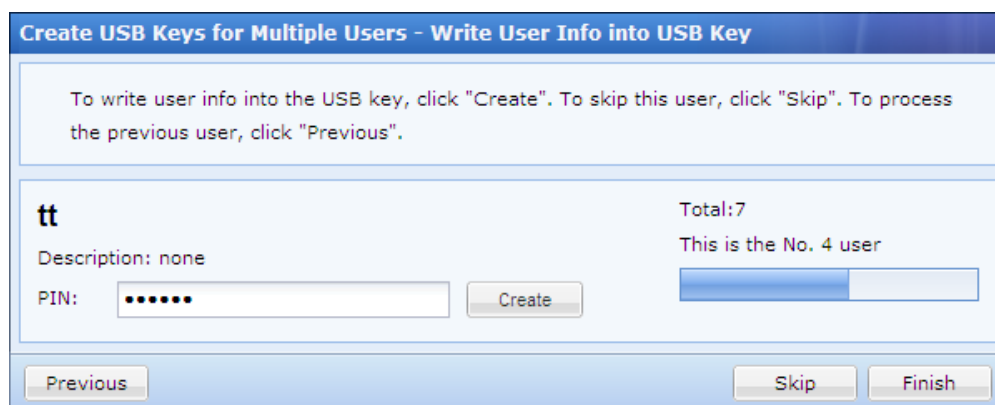 Create USB Keys for Multiple Users - Write User Info into USB Key
To write user info into the USB key, click "Create". To skip this user, click "Skip". To process
the previous user, click "Previous".
tt
Total:7
This is the No. 4 user
Description: none
PIN: •••••• Create
Previous Skip Finish